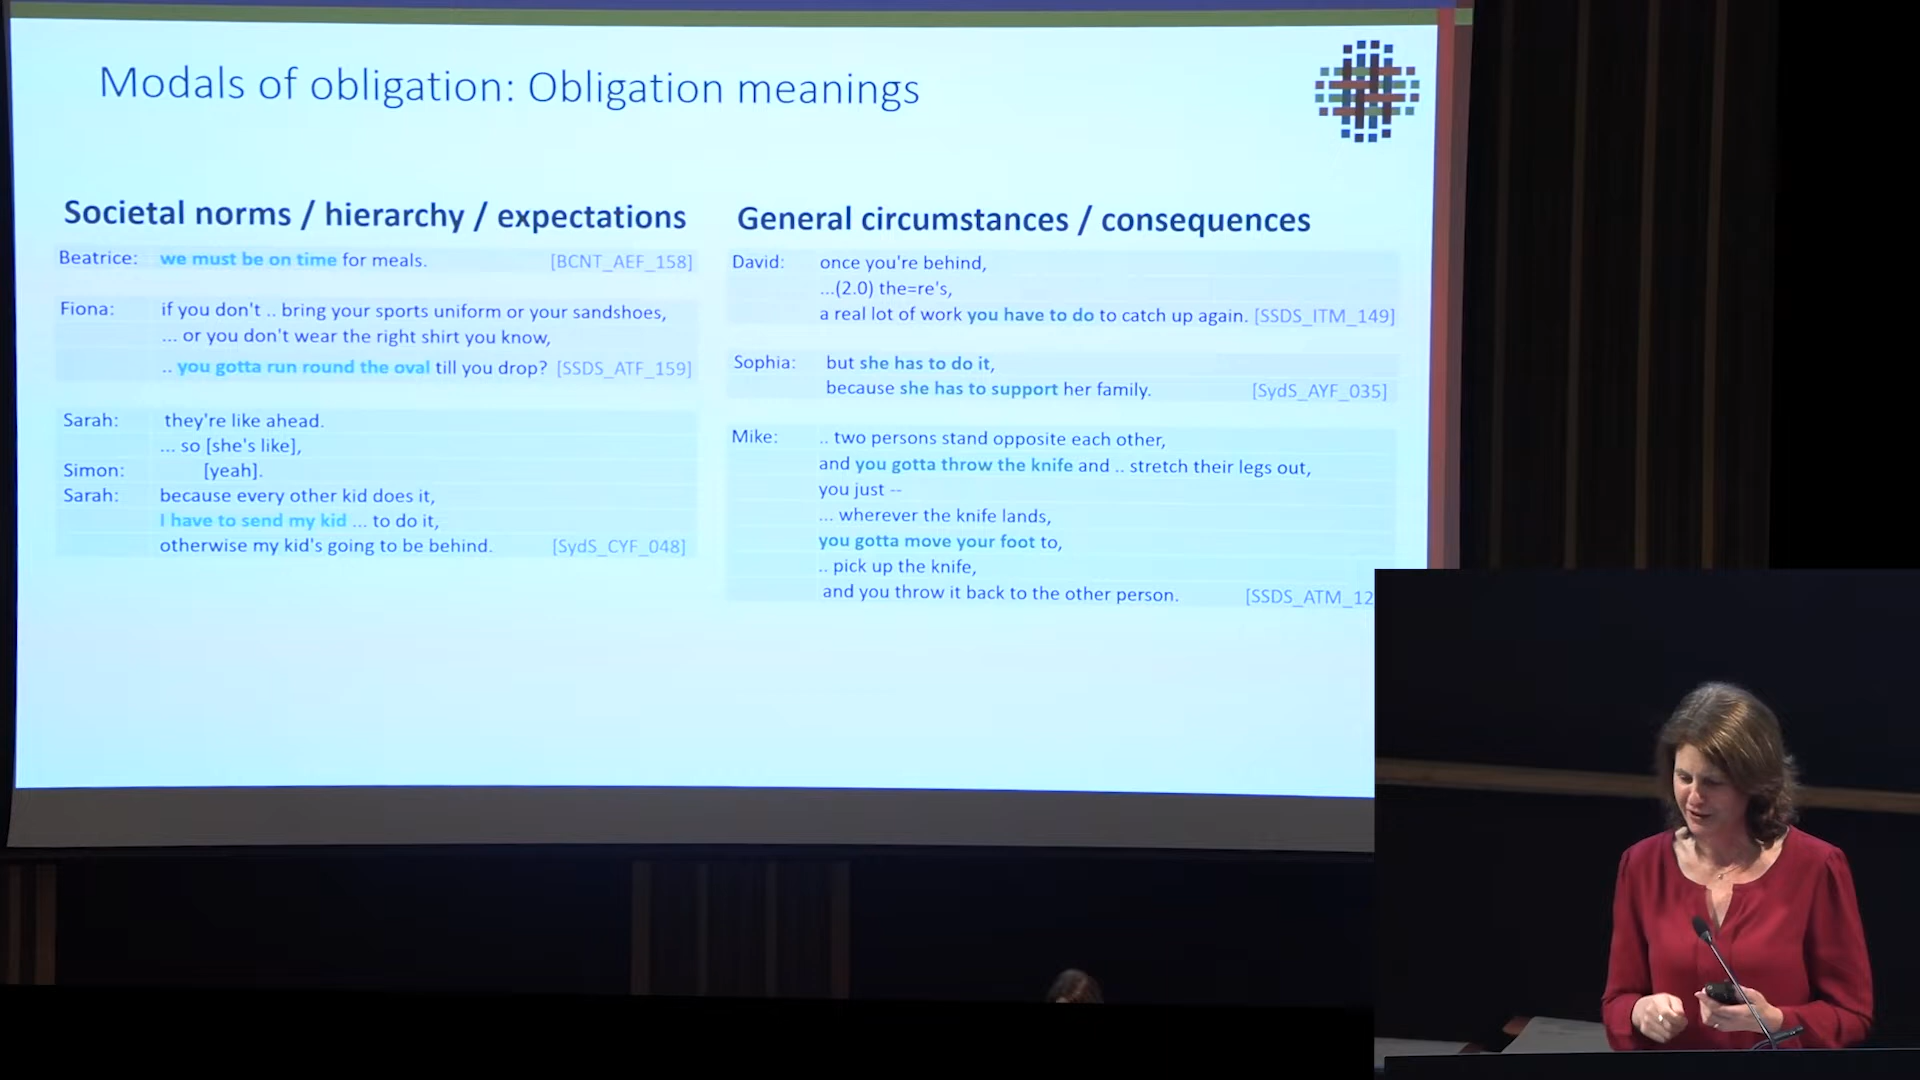 Modals of obligation: Obligation meanings
Societal norms / hierarchy / expectations
Beatrice: we must be on time for meals. [BCNT_AEF_158]
Fiona: if you don't .. bring your sports uniform or your sandshoes,
... or you don't wear the right shirt you know,
.. you gotta run round the oval till you drop? [SSDS_ATF_159]
Sarah: they're like ahead.
... so [she's like],
Simon: [yeah].
Sarah: because every other kid does it,
I have to send my kid ... to do it,
otherwise my kid's going to be behind. [SydS_CYF_048]
General circumstances / consequences
David: once you're behind,
...(2.0) the=re's,
a real lot of work you have to do to catch up again. [SSDS_ITM_149]
Sophia: but she has to do it,
because she has to support her family. [SydS_AYF_035]
Mike: .. two persons stand opposite each other,
and you gotta throw the knife and .. stretch their legs out,
you just --
... wherever the knife lands,
you gotta move your foot to,
.. pick up the knife,
and you throw it back to the other person. [SSDS_ATM_12